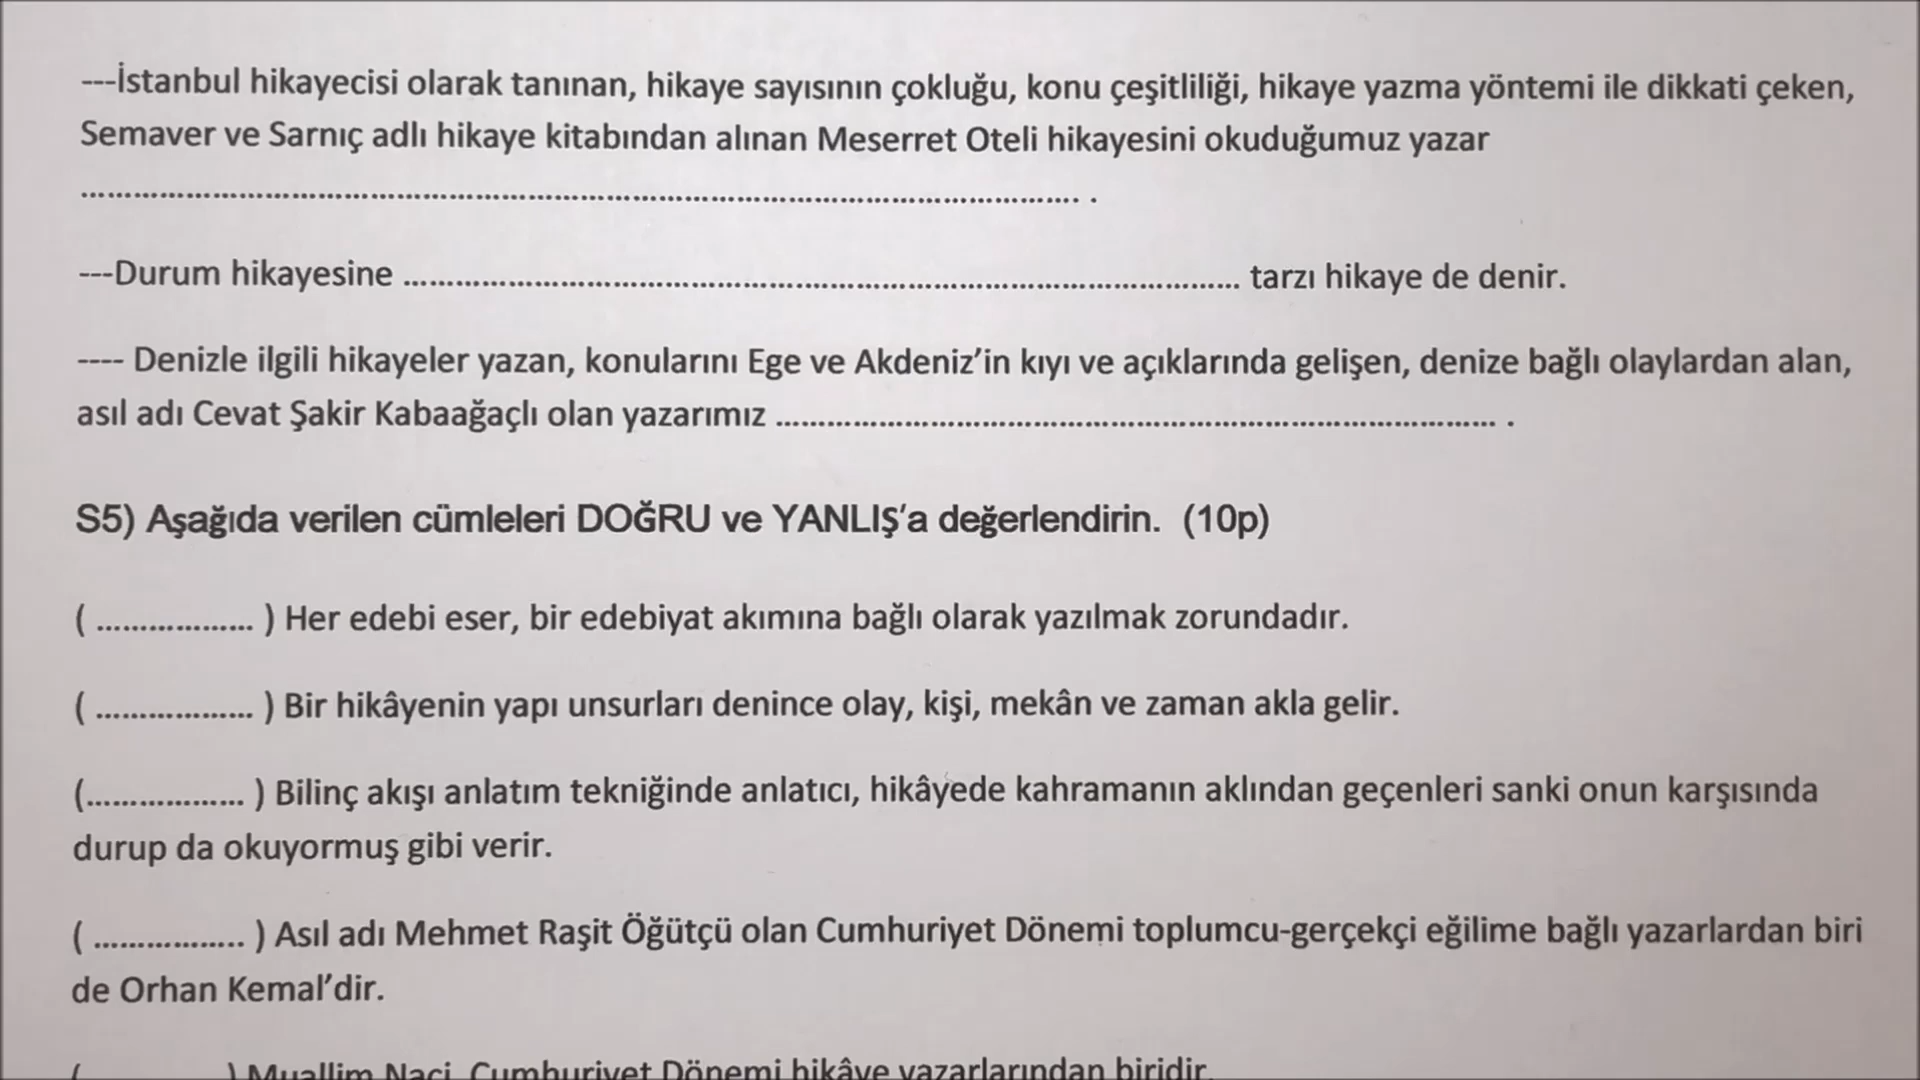 ---İstanbul hikayecisi olarak tanınan, hikaye sayısının çokluğu, konu çeşitliliği, hikaye yazma yöntemi ile dikkati çeken,
Semaver ve Sarnıç adlı hikaye kitabından alınan Meserret Oteli hikayesini okuduğumuz yazar
.................................................................................................................... .
---Durum hikayesine ................................................................................................. tarzı hikaye de denir.
---- Denizle ilgili hikayeler yazan, konularını Ege ve Akdeniz’in kıyı ve açıklarında gelişen, denize bağlı olaylardan alan,
asıl adı Cevat Şakir Kabaağaçlı olan yazarımız ................................................................................... .
S5) Aşağıda verilen cümleleri DOĞRU ve YANLIŞ’a değerlendirin. (10p)
( .................. ) Her edebi eser, bir edebiyat akımına bağlı olarak yazılmak zorundadır.
( .................. ) Bir hikâyenin yapı unsurları denince olay, kişi, mekân ve zaman akla gelir.
(.................. ) Bilinç akışı anlatım tekniğinde anlatıcı, hikâyede kahramanın aklından geçenleri sanki onun karşısında
durup da okuyormuş gibi verir.
( .................. ) Asıl adı Mehmet Raşit Öğütçü olan Cumhuriyet Dönemi toplumcu-gerçekçi eğilime bağlı yazarlardan biri
de Orhan Kemal’dir.
( ) Muallim Naci, Cumhuriyet Dönemi hikâye yazarlarından biridir.